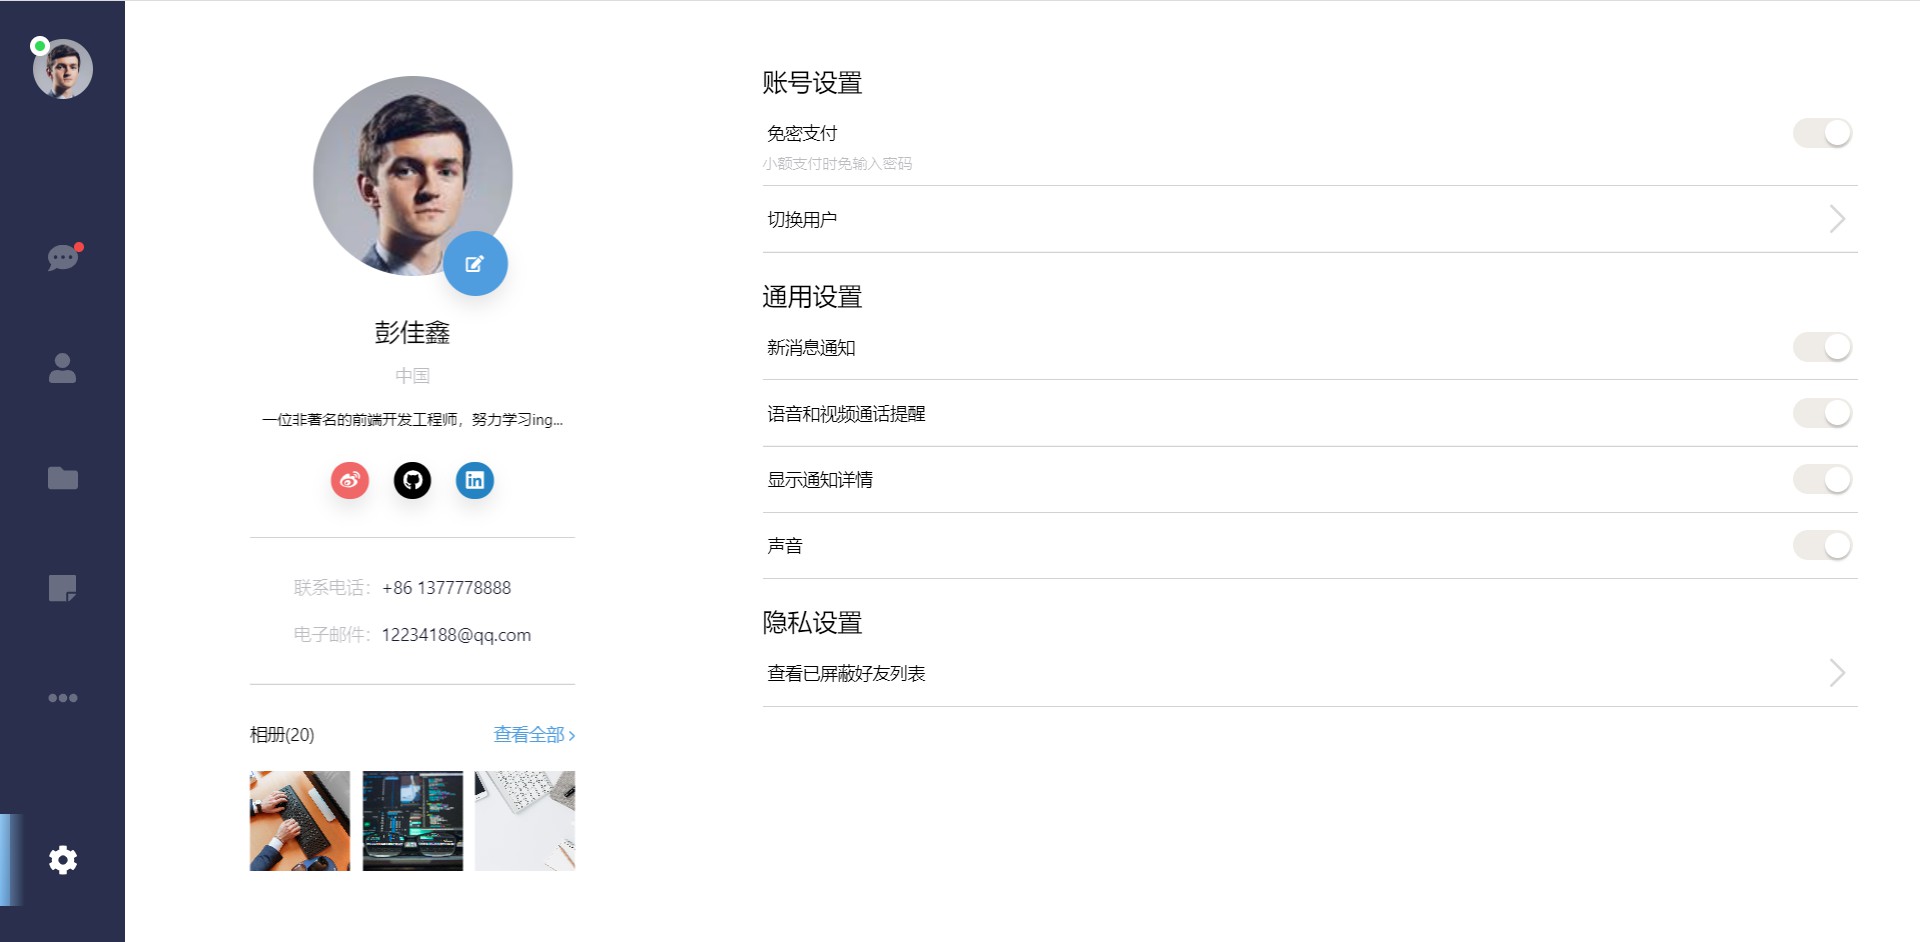 彭佳鑫
中国
一位非著名的前端开发工程师，努力学习ing...
联系电话：+86 1377778888
电子邮件：12234188@qq.com
相册(20)
查看全部
账号设置
免密支付
小额支付时免输入密码
切换用户
通用设置
新消息通知
语音和视频通话提醒
显示通知详情
声音
隐私设置
查看已屏蔽好友列表